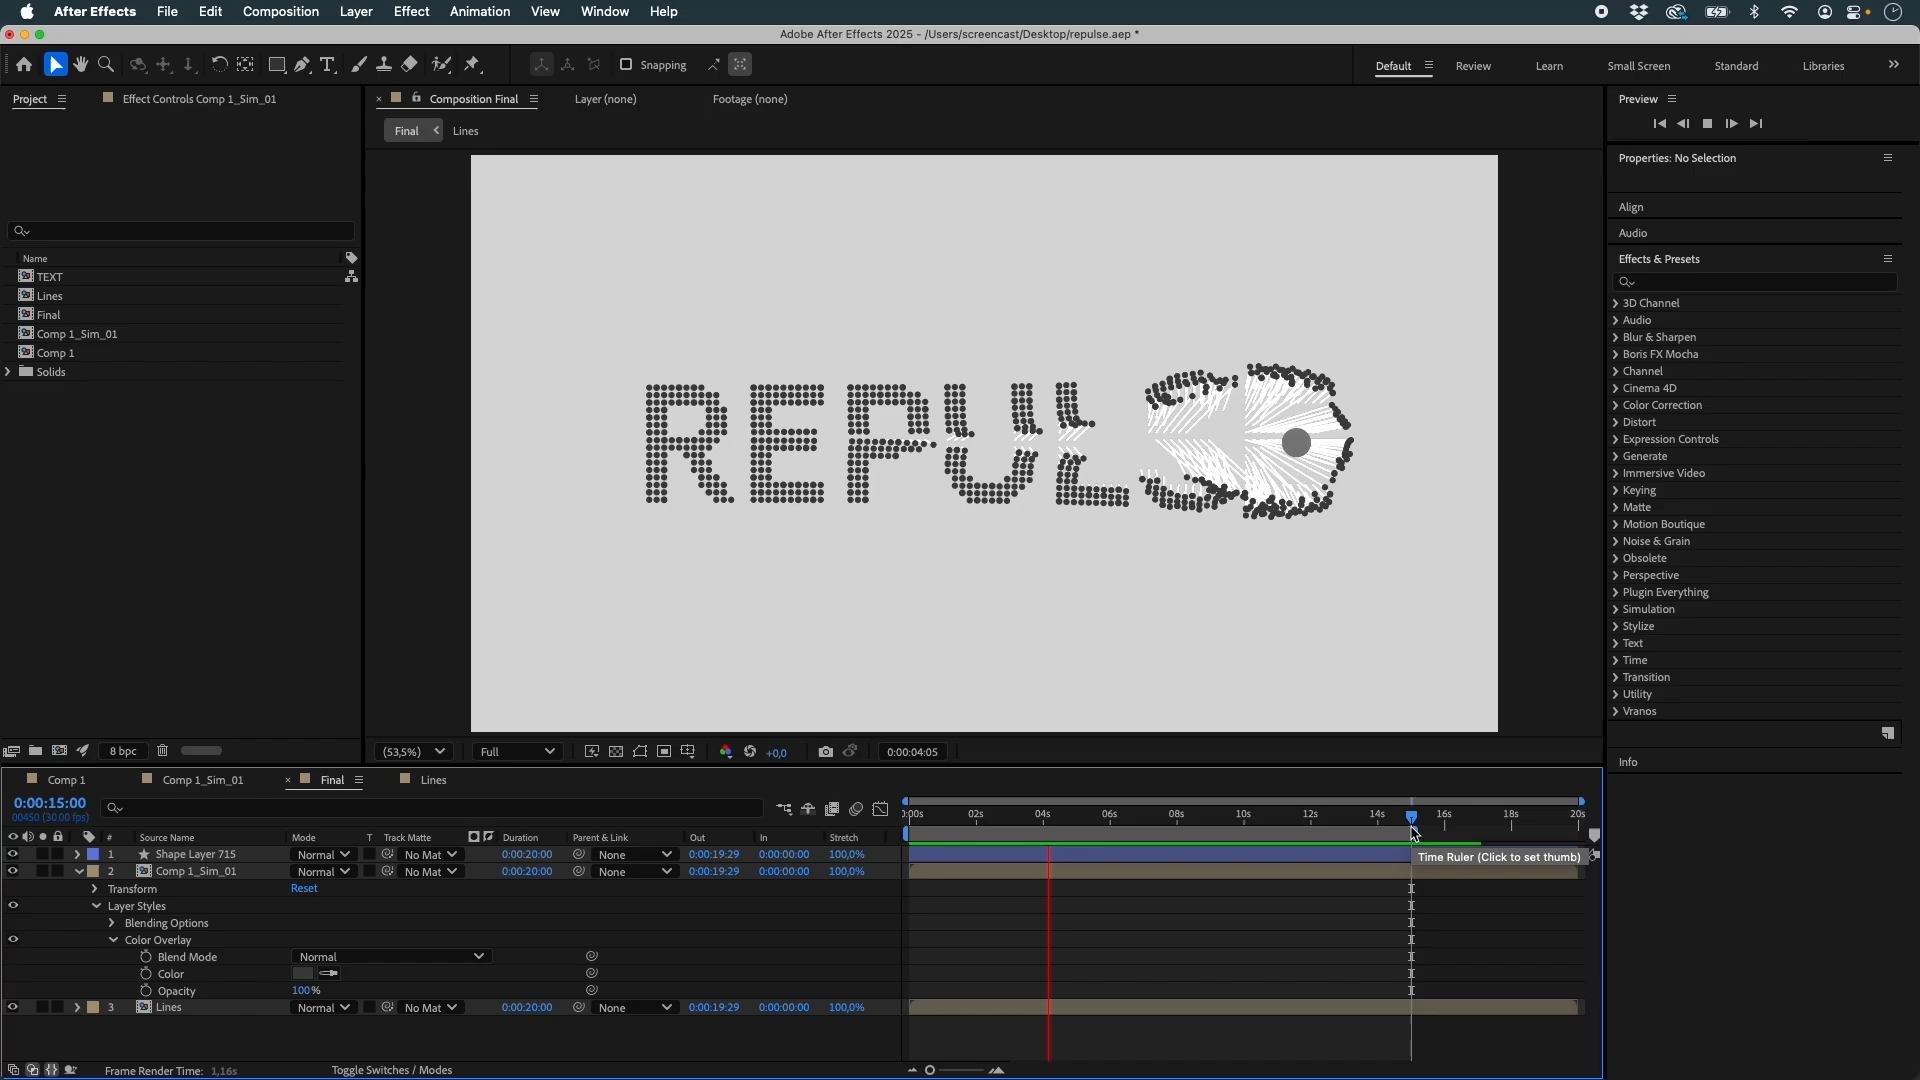 After Effects File Edit Composition Layer Effect Animation View Window Help
Adobe After Effects 2025 - /Users/screencast/Desktop/repulse.aep *
Snapping
Default Review Learn Small Screen Standard Libraries
Project Effect Controls Comp 1_Sim_01
Composition Final Layer (none) Footage (none)
Final Lines
Name
TEXT
Lines
Final
Comp 1_Sim_01
Comp 1
Solids
8 bpc
REPUL
(53,5%) Full +0,0 0:00:04:05
Preview
Properties: No Selection
Align
Audio
Effects & Presets
3D Channel
Audio
Blur & Sharpen
Boris FX Mocha
Channel
Cinema 4D
Color Correction
Distort
Expression Controls
Generate
Immersive Video
Keying
Matte
Motion Boutique
Noise & Grain
Obsolete
Perspective
Plugin Everything
Simulation
Stylize
Text
Time
Transition
Utility
Vranos
Info
Comp 1 Comp 1_Sim_01 Final Lines
0:00:15:00
00450 (30.00 fps)
# Source Name Mode T Track Matte Duration Parent & Link Out In Stretch
1 Shape Layer 715 Normal No Mat 0:00:20:00 None 0:00:19:29 0:00:00:00 100,0%
2 Comp 1_Sim_01 Normal No Mat 0:00:20:00 None 0:00:19:29 0:00:00:00 100,0%
Transform Reset
Layer Styles
Blending Options
Color Overlay
Blend Mode Normal
Color
Opacity 100%
3 Lines Normal No Mat 0:00:20:00 None 0:00:19:29 0:00:00:00 100,0%
Frame Render Time: 1,16s Toggle Switches / Modes
02s 04s 06s 08s 10s 12s 14s 16s 18s 20s
Time Ruler (Click to set thumb)